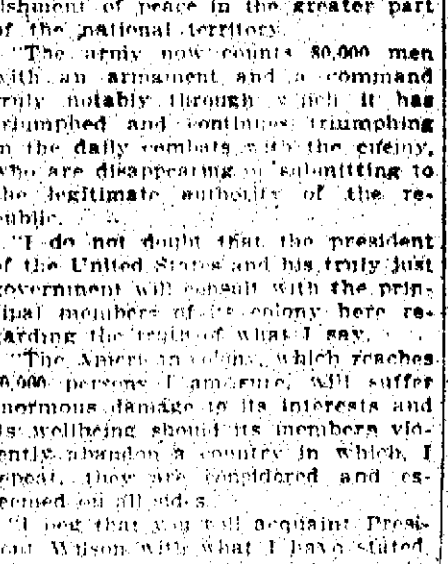 lishment of peace in the greater part
of the national territory.
"The army now counts 80,000 men
with an armament and a command
truly notably through which it has
triumphed and continues triumphing
in the daily combats with the enemy,
who are disappearing or submitting to
the legitimate authority of the re-
public.
"I do not doubt that the president
of the United States and his truly just
government will consult with the prin-
cipal members of its colony here re-
garding the truth of what I say.
"The American colony, which reaches
0,000 persons I am sure, will suffer
enormous damage to its interests and
its wellbeing should its members vio-
lently abandon a country in which, I
repeat, they are considered and es-
teemed on all sides.
"I beg that you will acquaint Presi-
dent Wilson with what I have stated.